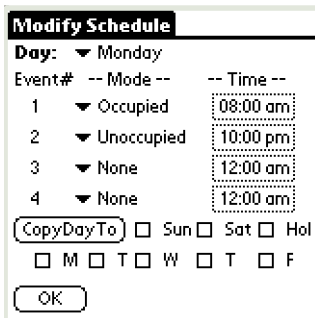 Modify Schedule
Day: Monday
Event# -- Mode -- -- Time --
1 Occupied 08:00 am
2 Unoccupied 10:00 pm
3 None 12:00 am
4 None 12:00 am
CopyDayTo Sun Sat Hol
M T W T F
OK